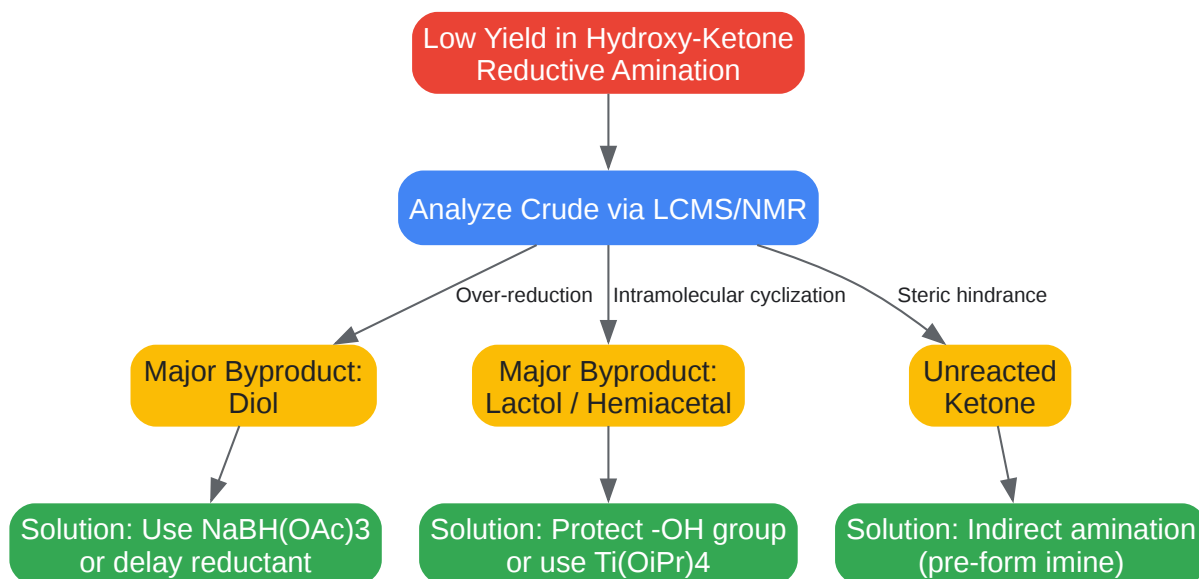 Low Yield in Hydroxy-Ketone
Reductive Amination
Analyze Crude via LCMS/NMR
Over-reduction
Intramolecular cyclization
Steric hindrance
Major Byproduct:
Diol
Major Byproduct:
Lactol / Hemiacetal
Unreacted
Ketone
Solution: Use NaBH(OAc)3
or delay reductant
Solution: Protect -OH group
or use Ti(OiPr)4
Solution: Indirect amination
(pre-form imine)